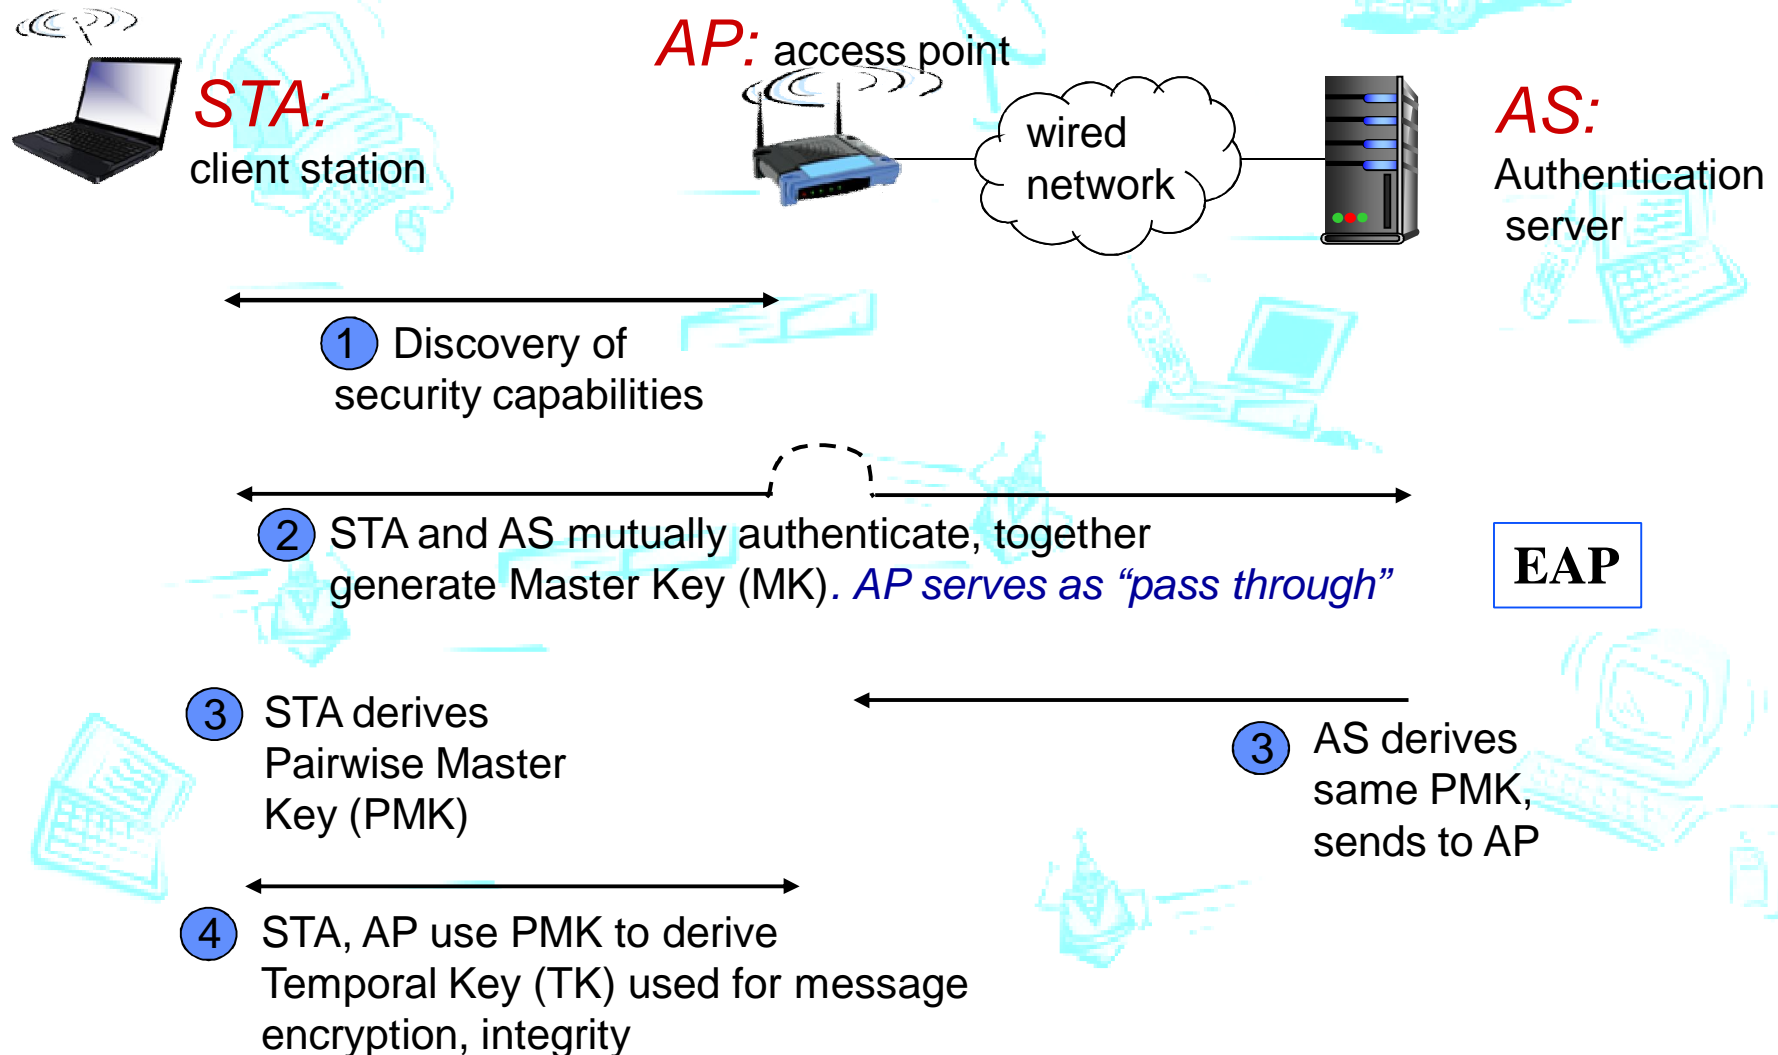 AP: access point
STA:
client station
wired
network
AS:
Authentication
server
1 Discovery of
security capabilities
2 STA and AS mutually authenticate, together
generate Master Key (MK). AP serves as “pass through”
EAP
3 STA derives
Pairwise Master
Key (PMK)
3 AS derives
same PMK,
sends to AP
4 STA, AP use PMK to derive
Temporal Key (TK) used for message
encryption, integrity